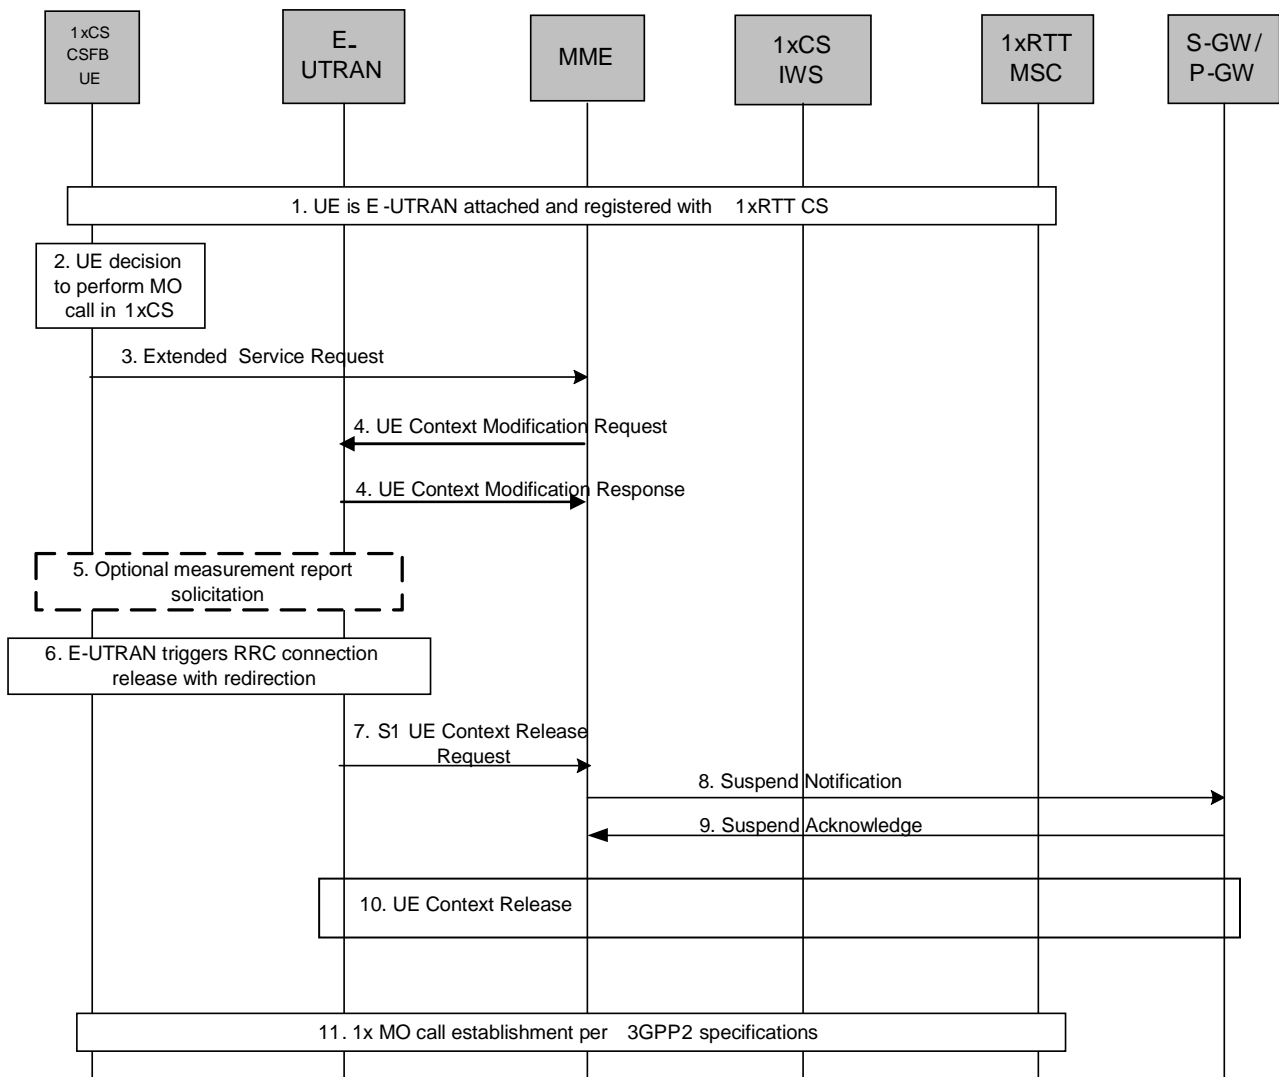 1xCS
CSFB
UE
E-
UTRAN
MME
1xCS
IWS
1xRTT
MSC
S-GW/
P-GW
1. UE is E-UTRAN attached and registered with 1xRTT CS
2. UE decision
to perform MO
call in 1xCS
3. Extended Service Request
4. UE Context Modification Request
4. UE Context Modification Response
5. Optional measurement report
solicitation
6. E-UTRAN triggers RRC connection
release with redirection
7. S1 UE Context Release
Request
8. Suspend Notification
9. Suspend Acknowledge
10. UE Context Release
11. 1x MO call establishment per 3GPP2 specifications